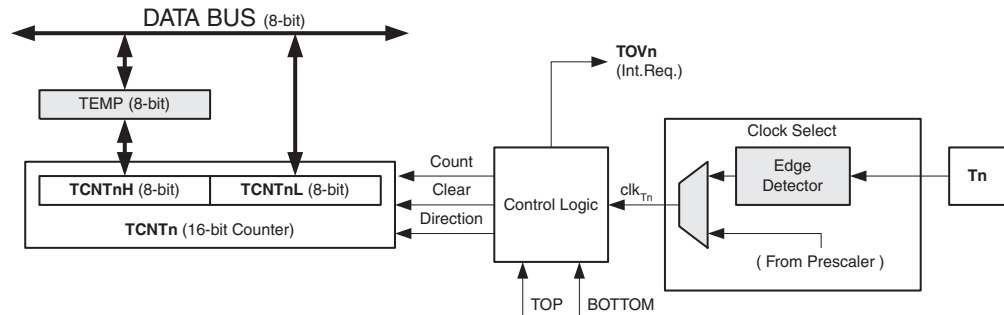 DATA BUS (8-bit)
TOVn
(Int.Req.)
TEMP (8-bit)
Clock Select
Count
Edge
Detector
Tn
TCNTnH (8-bit) TCNTnL (8-bit)
Clear
Control Logic
clkTn
TCNTn (16-bit Counter)
Direction
( From Prescaler )
TOP
BOTTOM